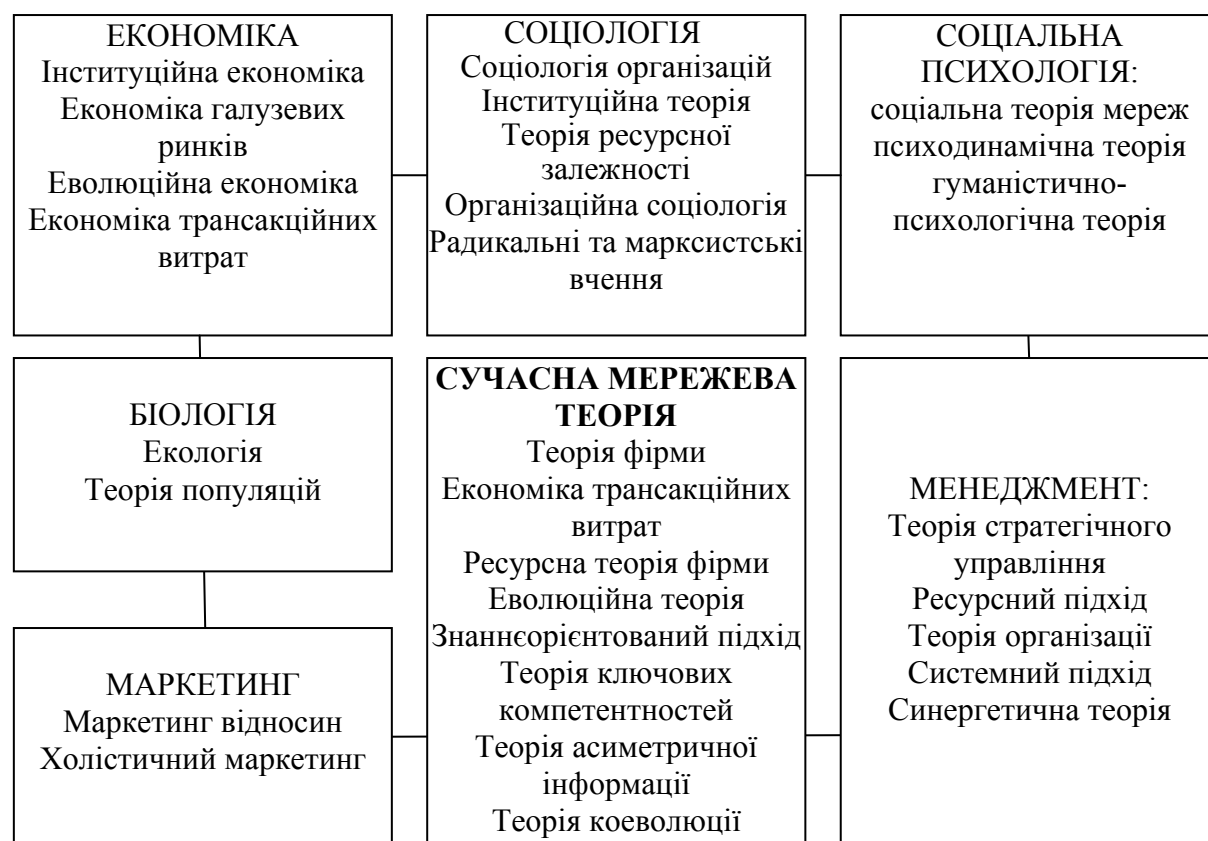 ЕКОНОМІКА
Інституційна економіка
Економіка галузевих
ринків
Еволюційна економіка
Економіка трансакційних
витрат
СОЦІОЛОГІЯ
Соціологія організацій
Інституційна теорія
Теорія ресурсної
залежності
Організаційна соціологія
Радикальні та марксистські
вчення
СОЦІАЛЬНА
ПСИХОЛОГІЯ:
соціальна теорія мереж
психодинамічна теорія
гуманістично-
психологічна теорія
БІОЛОГІЯ
Екологія
Теорія популяцій
СУЧАСНА МЕРЕЖЕВА
ТЕОРІЯ
Теорія фірми
Економіка трансакційних
витрат
Ресурсна теорія фірми
Еволюційна теорія
Знаннєорієнтований підхід
Теорія ключових
компетентностей
Теорія асиметричної
інформації
Теорія коеволюції
МЕНЕДЖМЕНТ:
Теорія стратегічного
управління
Ресурсний підхід
Теорія організації
Системний підхід
Синергетична теорія
МАРКЕТИНГ
Маркетинг відносин
Холістичний маркетинг